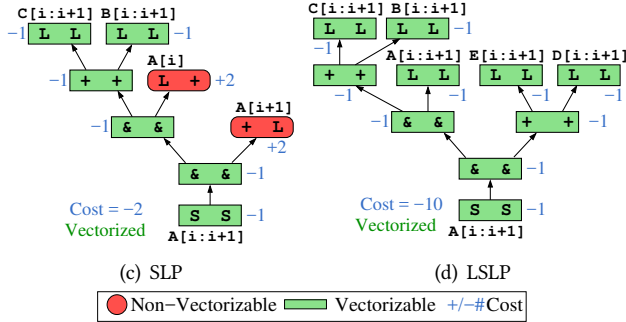 C[i:i+1] B[i:i+1]
L L L L
−1 −1
A[i]
+ + L +
−1 +2
A[i+1]
& & + L
−1 +2
& & −1
Cost = −2
Vectorized
S S −1
A[i:i+1]
(c) SLP
C[i:i+1] B[i:i+1]
L L L L
−1 −1
A[i:i+1] E[i:i+1] D[i:i+1]
+ + L L L L L L
−1 −1 −1 −1
& & + +
−1 −1
& & −1
Cost = −10
Vectorized
S S −1
A[i:i+1]
(d) LSLP
Non−Vectorizable Vectorizable +/−# Cost